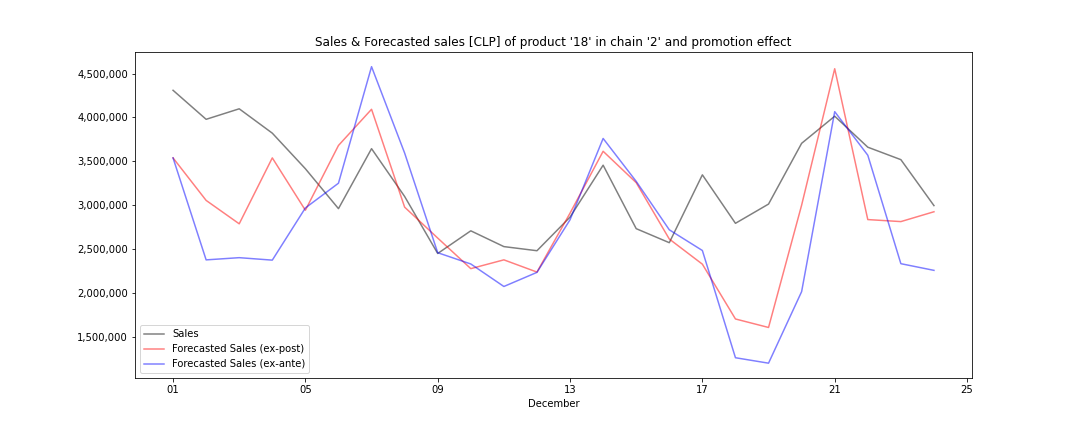 Sales & Forecasted sales [CLP] of product '18' in chain '2' and promotion effect
4,500,000
4,000,000
3,500,000
3,000,000
2,500,000
2,000,000
1,500,000
Sales
Forecasted Sales (ex-post)
Forecasted Sales (ex-ante)
01 05 09 13 17 21 25
December